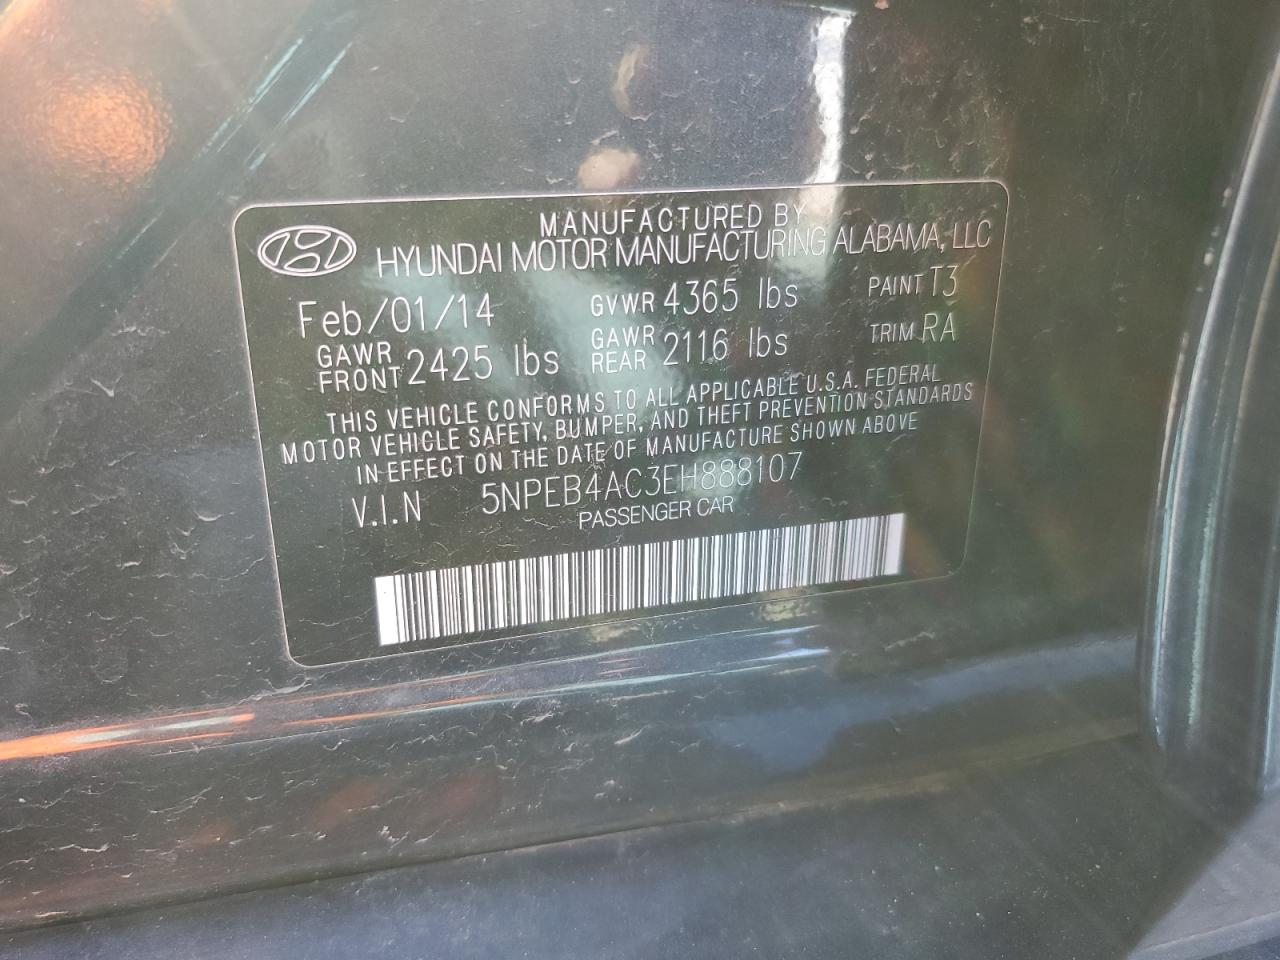 MANUFACTURED BY
HYUNDAI MOTOR MANUFACTURING ALABAMA, LLC
Feb/01/14 GVWR 4365 lbs PAINT T3
GAWR FRONT 2425 lbs GAWR REAR 2116 lbs TRIM RA
THIS VEHICLE CONFORMS TO ALL APPLICABLE U.S.A. FEDERAL
MOTOR VEHICLE SAFETY, BUMPER, AND THEFT PREVENTION STANDARDS
IN EFFECT ON THE DATE OF MANUFACTURE SHOWN ABOVE
V.I.N 5NPEB4AC3EH888107
PASSENGER CAR